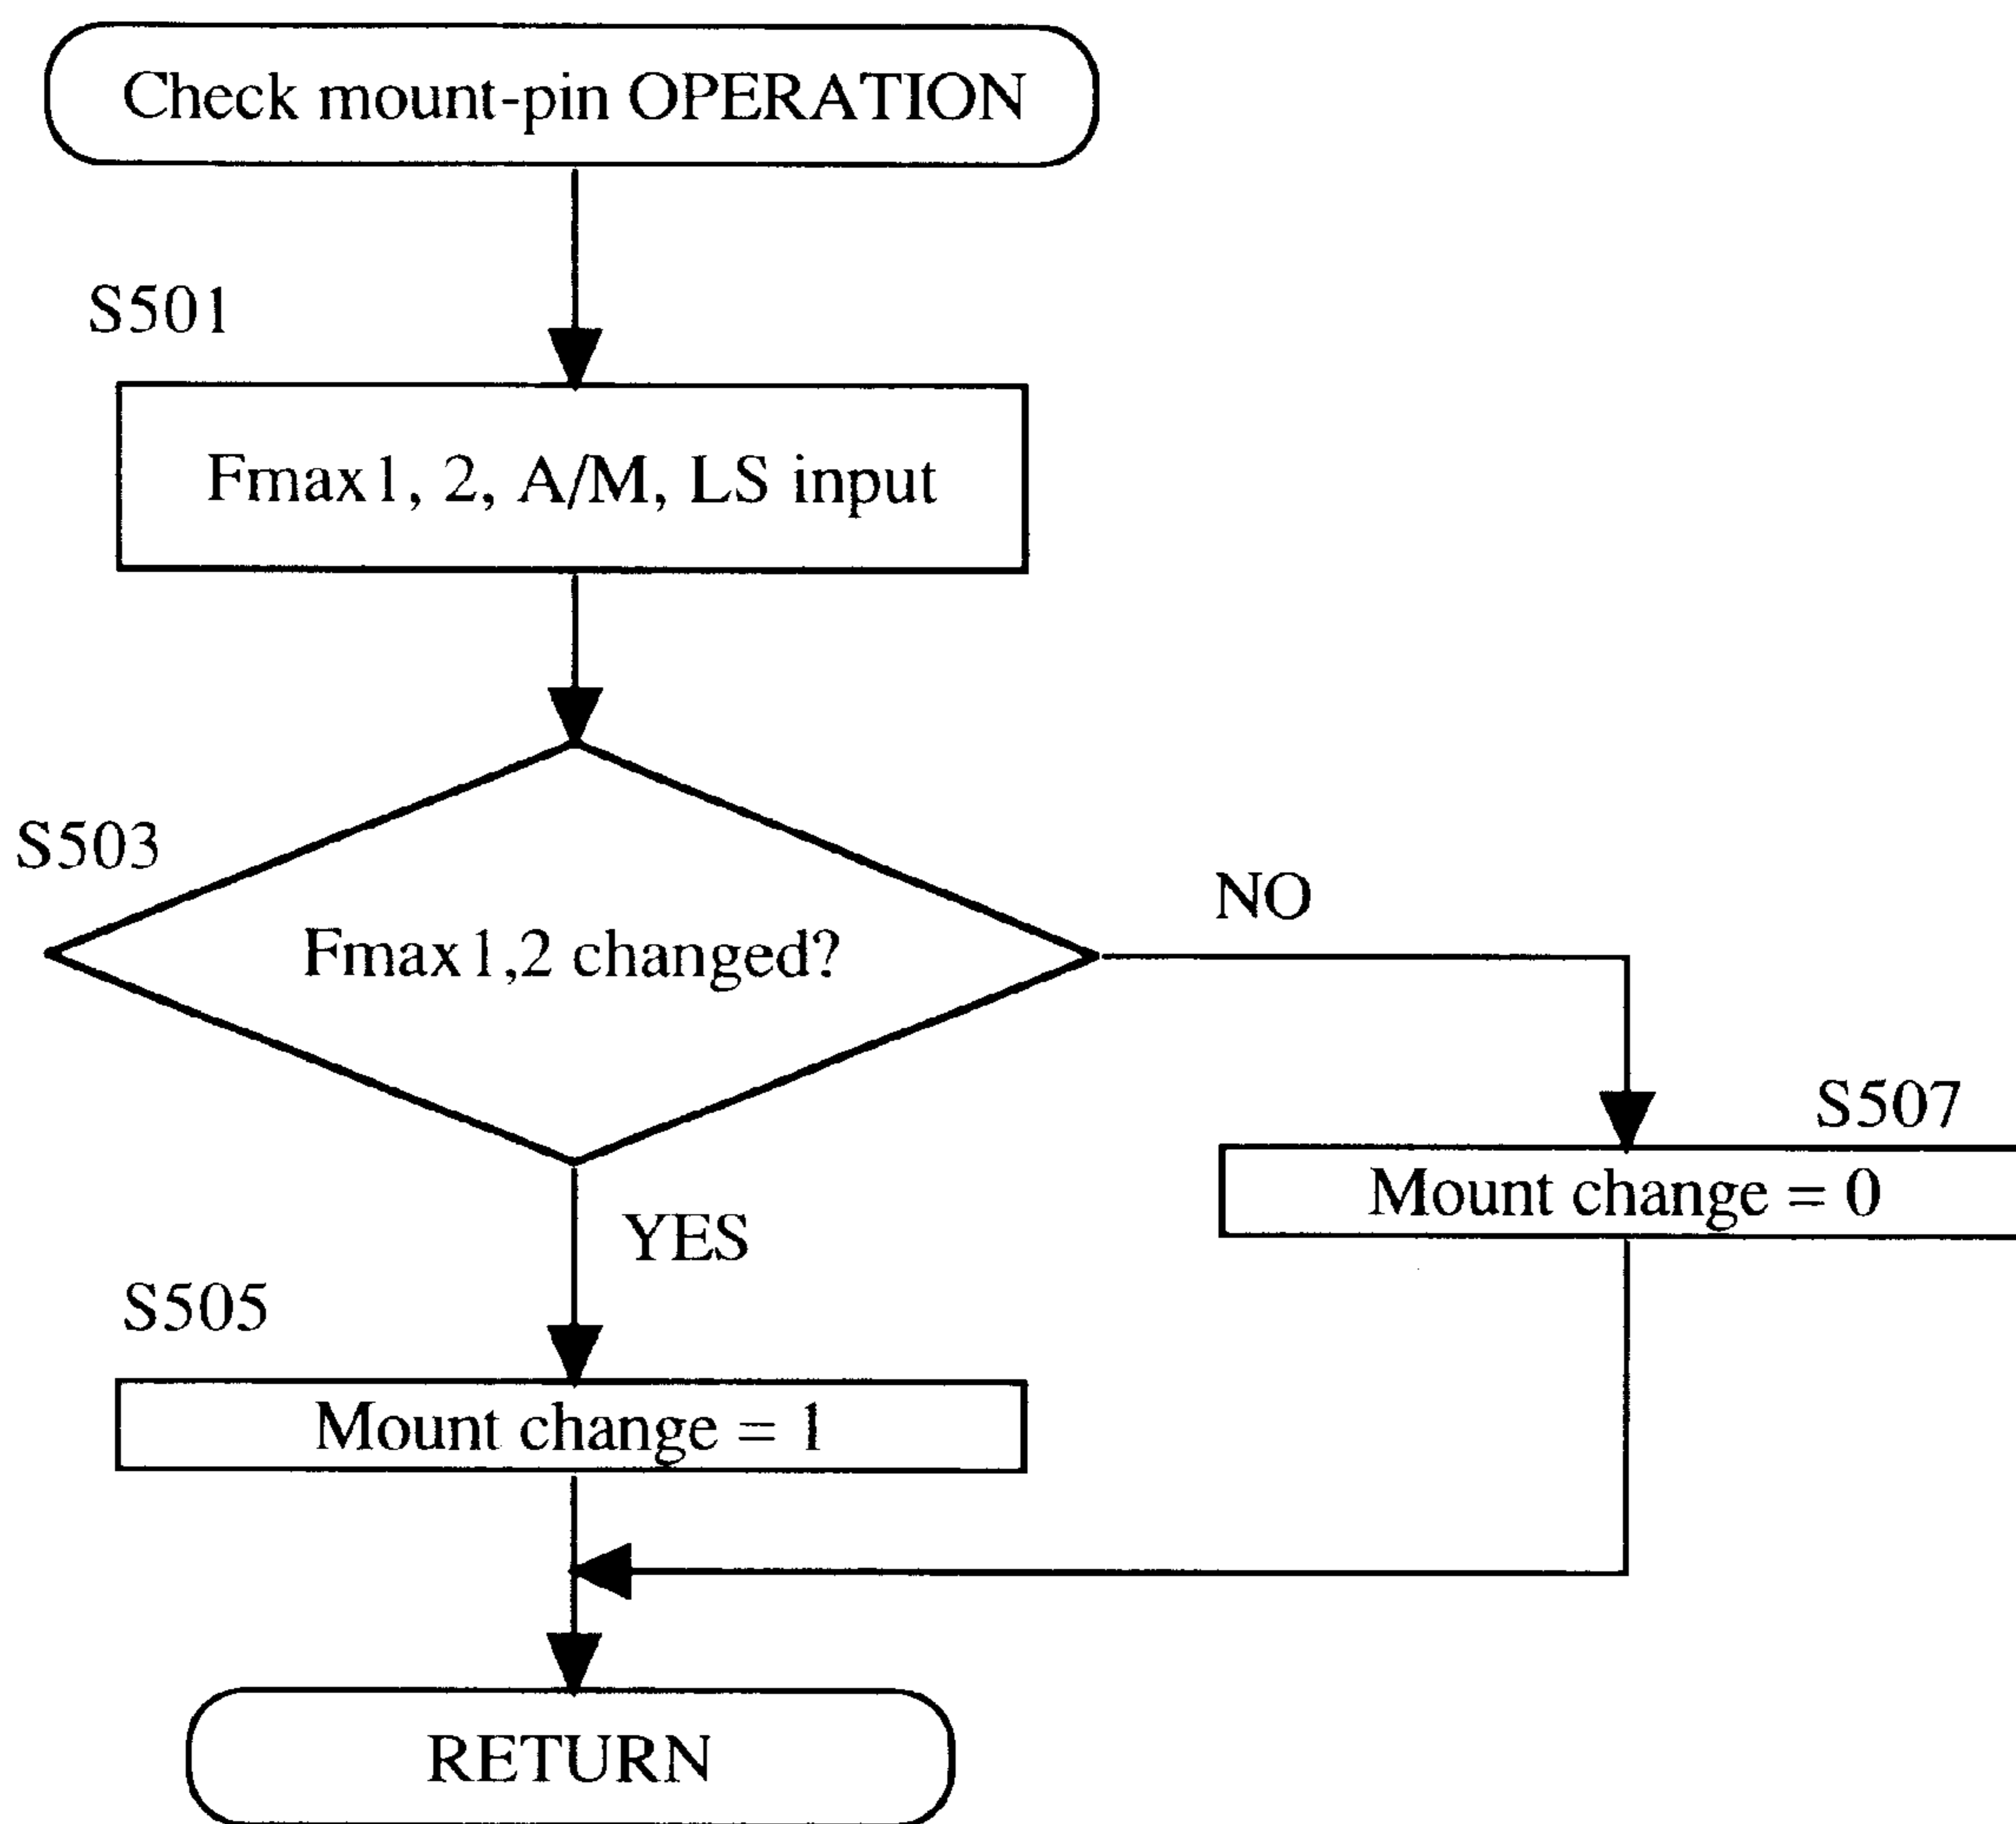 Check mount-pin OPERATION
S501
Fmax1, 2, A/M, LS input
S503
Fmax1,2 changed?
NO
S507
Mount change = 0
YES
S505
Mount change = 1
RETURN